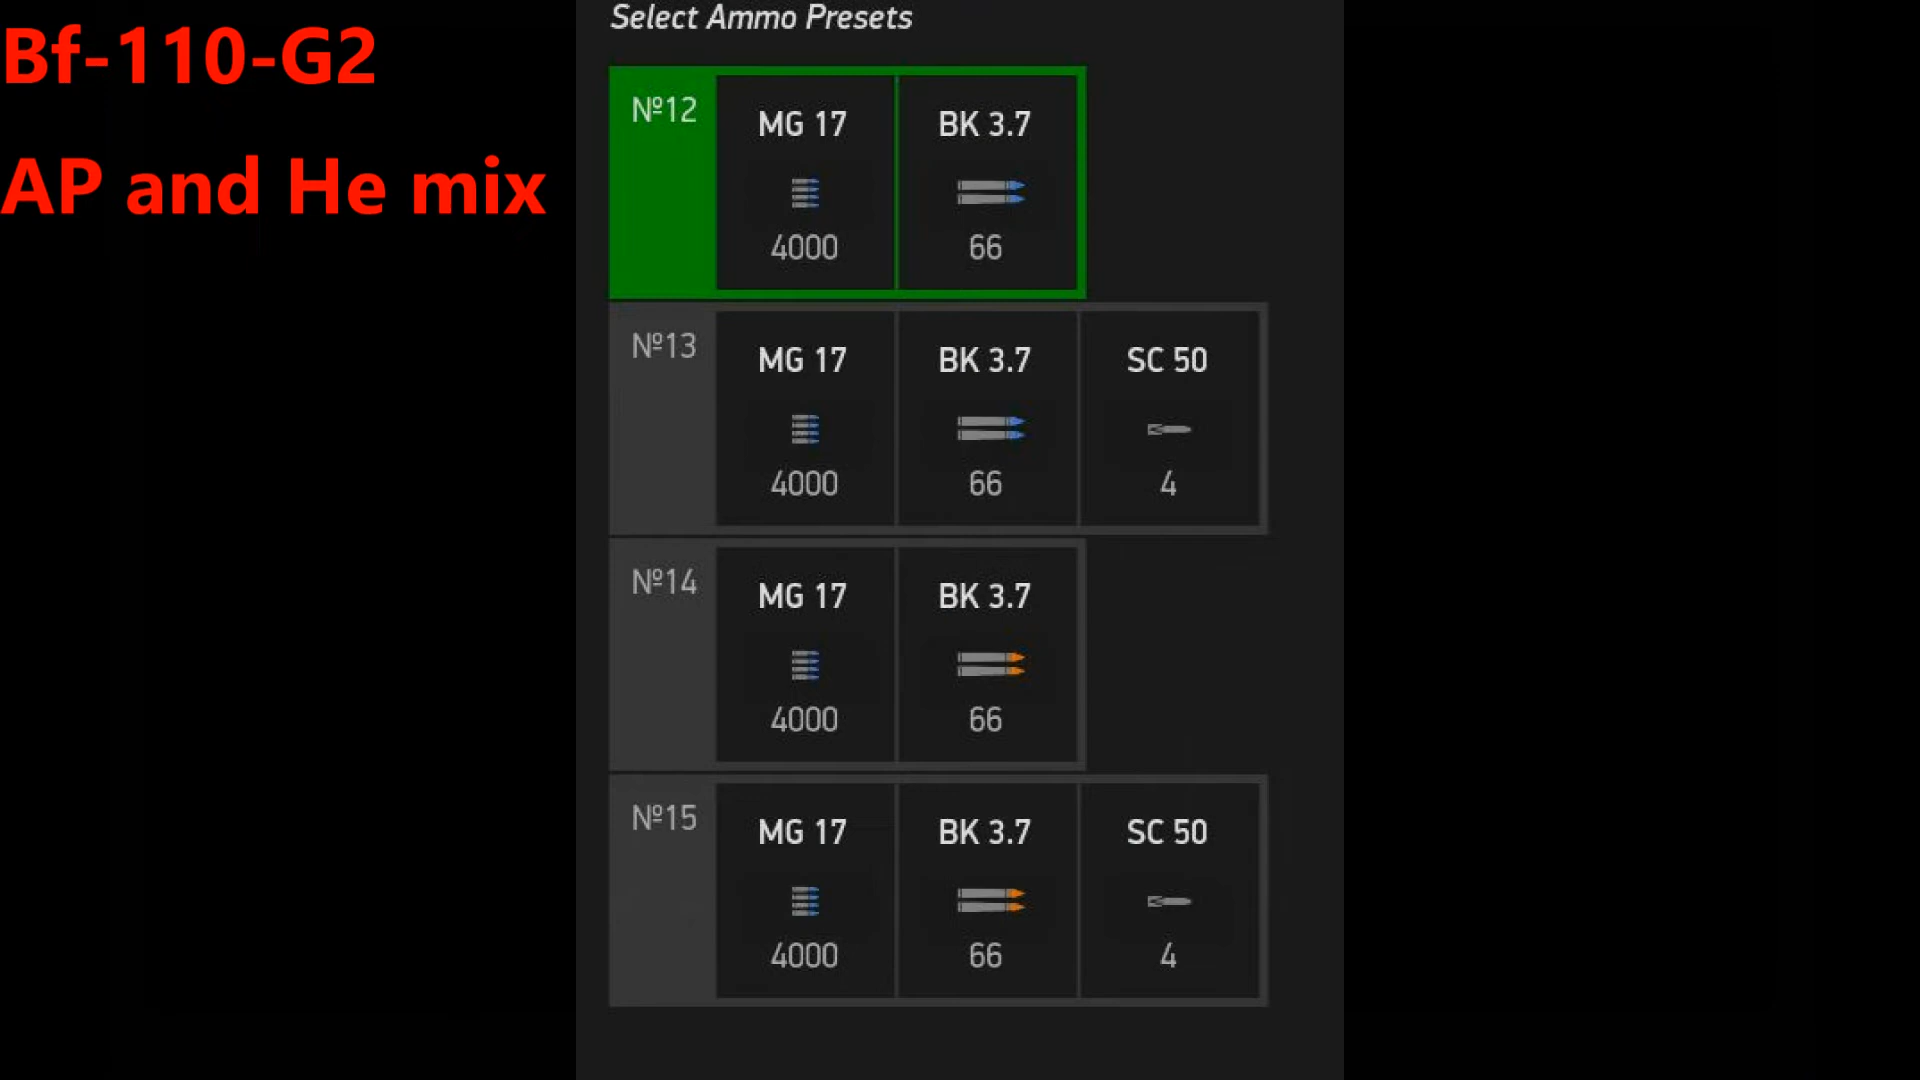 Bf-110-G2
AP and He mix
Select Ammo Presets
№12
MG 17
BK 3.7
4000
66
№13
MG 17
BK 3.7
SC 50
4000
66
4
№14
MG 17
BK 3.7
4000
66
№15
MG 17
BK 3.7
SC 50
4000
66
4